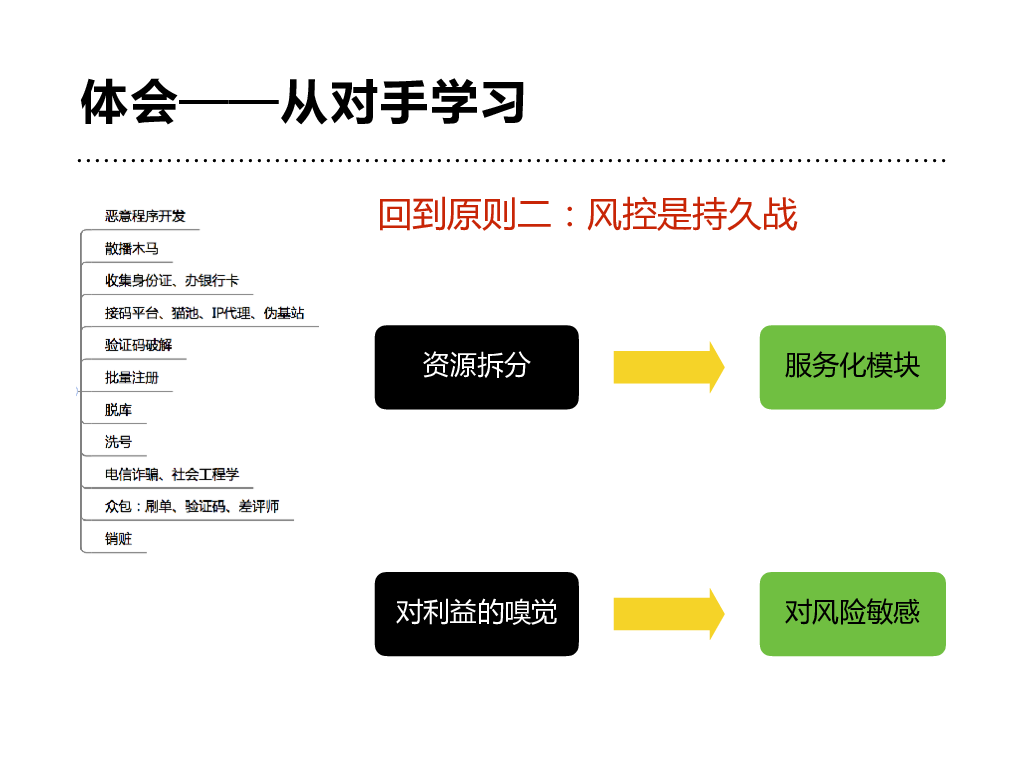 体会——从对手学习
恶意程序开发
散播木马
收集身份证、办银行卡
接码平台、猫池、IP代理、伪基站
验证码破解
批量注册
脱库
洗号
电信诈骗、社会工程学
众包：刷单、验证码、差评师
销赃
回到原则二：风控是持久战
资源拆分
服务化模块
对利益的嗅觉
对风险敏感